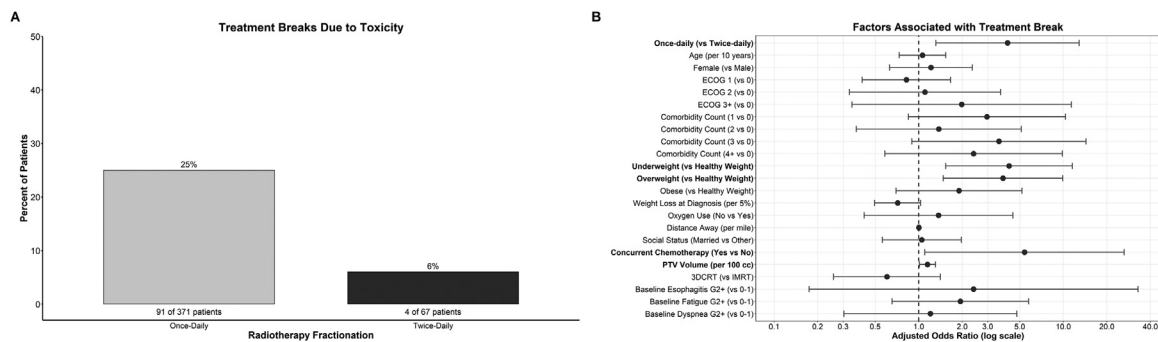 A
Treatment Breaks Due to Toxicity
Percent of Patients
50
40
30
20
10
0
25%
6%
91 of 371 patients
4 of 67 patients
Once-Daily
Twice-Daily
Radiotherapy Fractionation
B
Factors Associated with Treatment Break
Once-daily (vs Twice-daily)
Age (per 10 years)
Female (vs Male)
ECOG 1 (vs 0)
ECOG 2 (vs 0)
ECOG 3+ (vs 0)
Comorbidity Count (1 vs 0)
Comorbidity Count (2 vs 0)
Comorbidity Count (3 vs 0)
Comorbidity Count (4+ vs 0)
Underweight (vs Healthy Weight)
Overweight (vs Healthy Weight)
Obese (vs Healthy Weight)
Weight Loss at Diagnosis (per 5%)
Oxygen Use (No vs Yes)
Distance Away (per mile)
Social Status (Married vs Other)
Concurrent Chemotherapy (Yes vs No)
PTV Volume (per 100 cc)
3DCRT (vs IMRT)
Baseline Esophagitis G2+ (vs 0-1)
Baseline Fatigue G2+ (vs 0-1)
Baseline Dyspnea G2+ (vs 0-1)
0.1 0.2 0.3 0.5 1.0 2.0 3.0 5.0 10.0 20.0 40.0
Adjusted Odds Ratio (log scale)